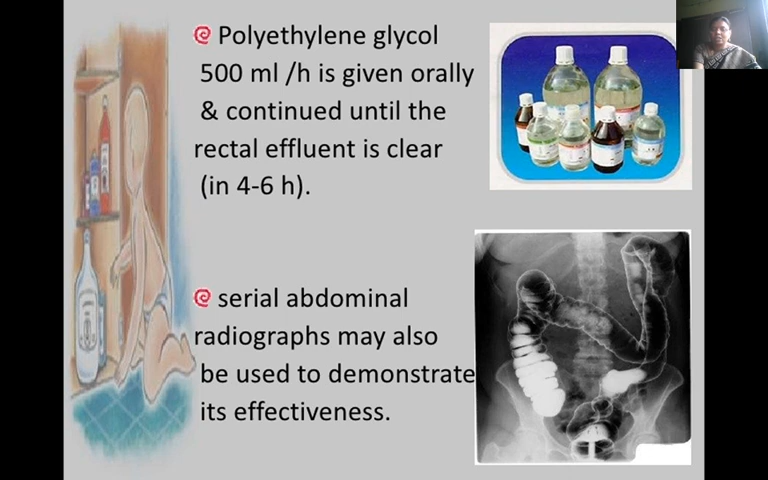 Polyethylene glycol
500 ml /h is given orally
& continued until the
rectal effluent is clear
(in 4-6 h).
serial abdominal
radiographs may also
be used to demonstrate
its effectiveness.